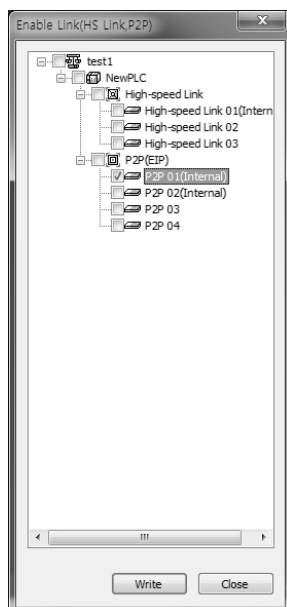 Enable Link(HS Link,P2P)
test1
NewPLC
High-speed Link
High-speed Link 01(Intern
High-speed Link 02
High-speed Link 03
P2P(EIP)
P2P 01(Internal)
P2P 02(Internal)
P2P 03
P2P 04
Write Close